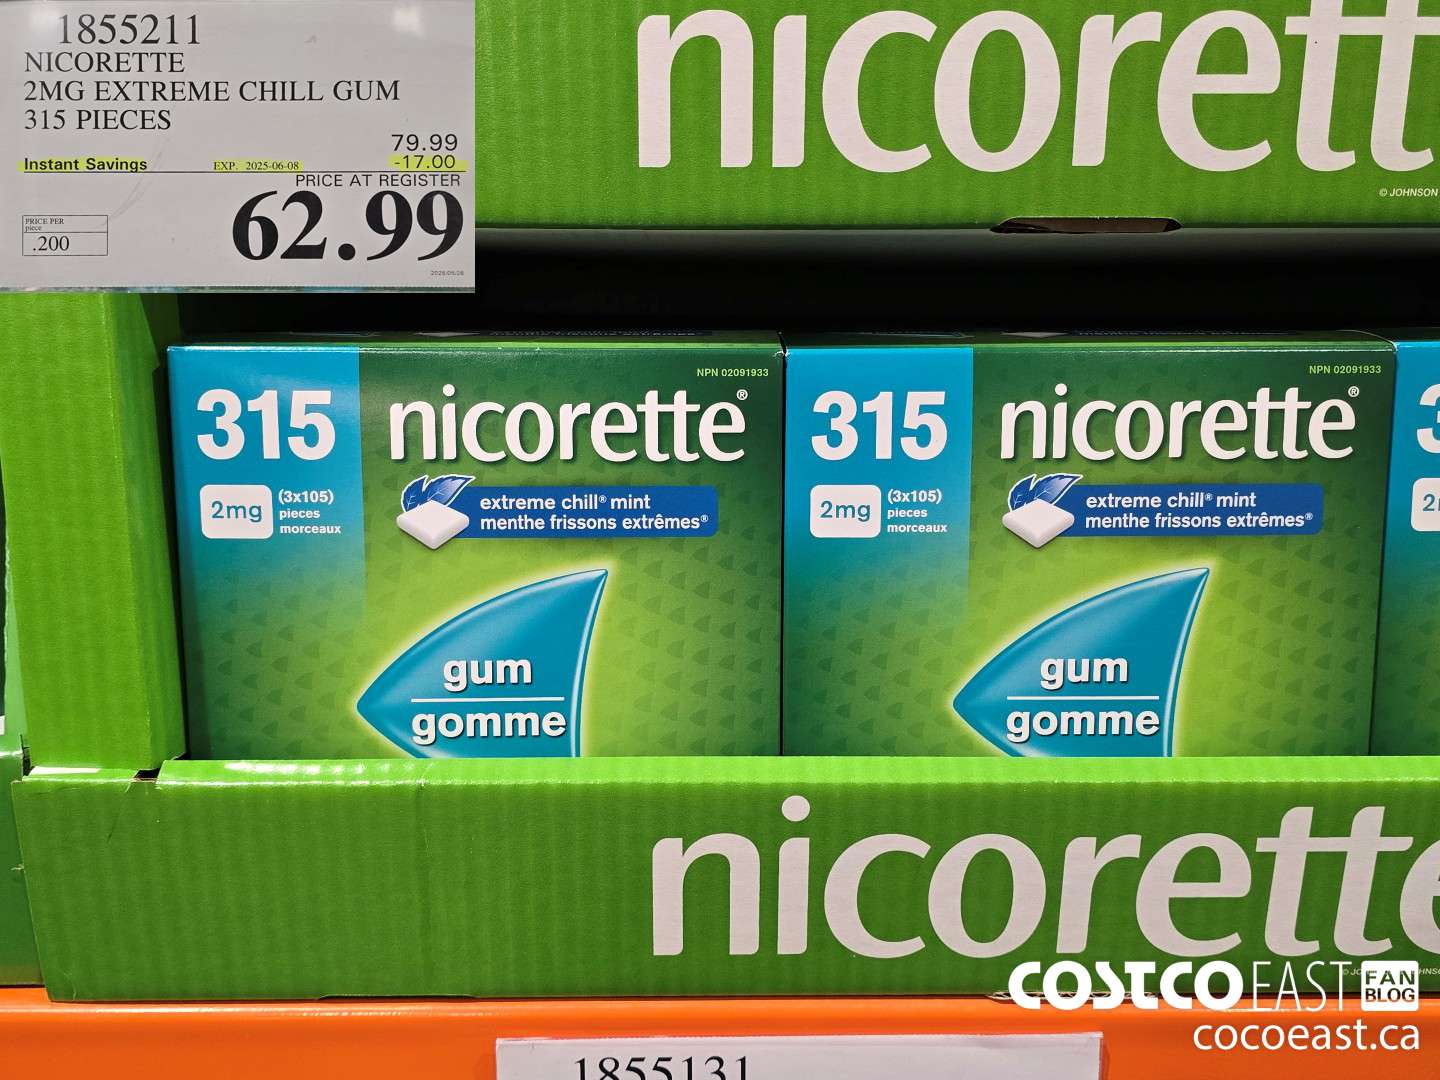 1855211
NICORETTE
2MG EXTREME CHILL GUM
315 PIECES
79.99
Instant Savings EXP. 2025-06-08 -17.00
PRICE AT REGISTER
62.99
PRICE PER
piece
.200
nicorett
© JOHNSON
NPN 02091933
315
nicorette®
2mg
(3x105)
pieces
morceaux
extreme chill® mint
menthe frissons extrêmes®
gum
gomme
NPN 02091933
315
nicorette®
2mg
(3x105)
pieces
morceaux
extreme chill® mint
menthe frissons extrêmes®
gum
gomme
3
2
nicorette
COSTCO EAST FAN BLOG
cocoeast.ca
1855131